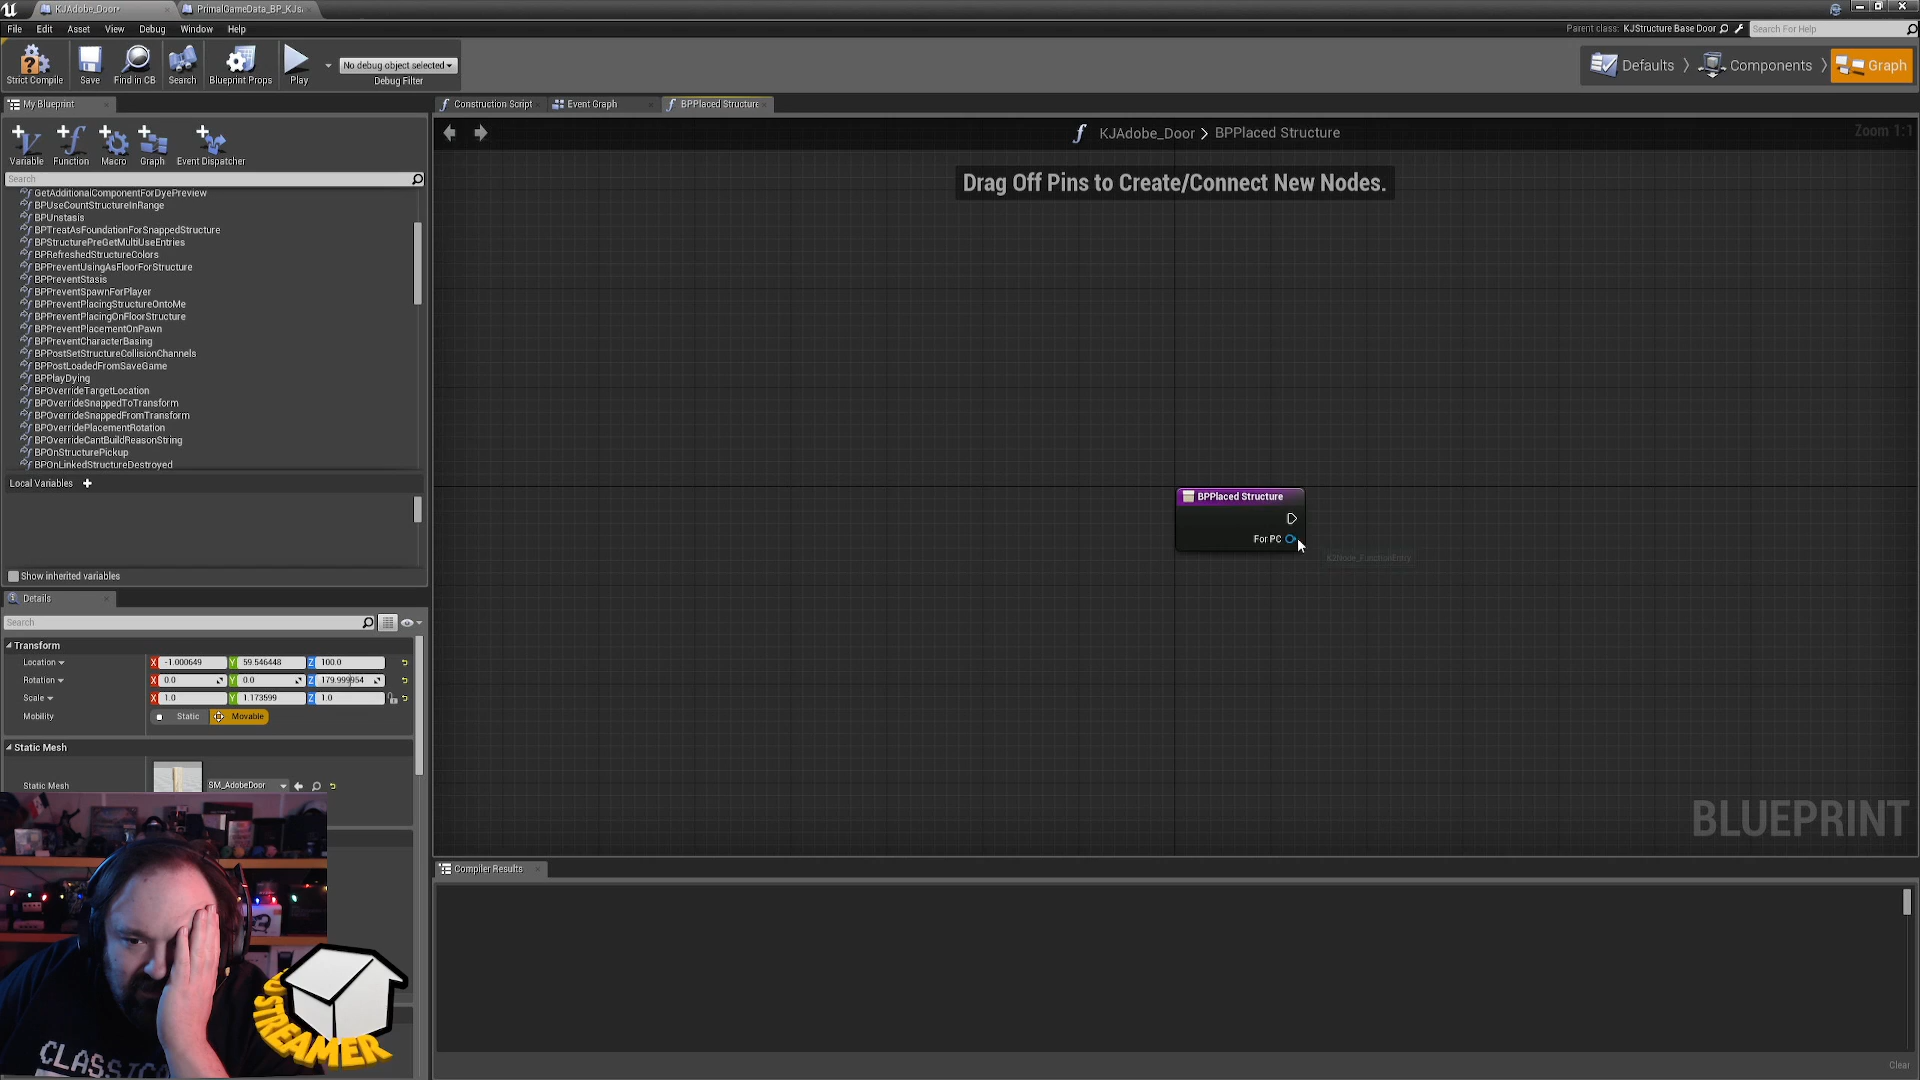 KJAdobe_Door*
PrimalGameData_BP_KJs
File Edit Asset View Debug Window Help
Parent class: KJStructure Base Door
Search For Help
Strict Compile
Save
Find in CB
Search
Blueprint Props
Play
No debug object selected
Debug Filter
Defaults
Components
Graph
My Blueprint
Construction Script
Event Graph
BPPlaced Structure
Variable
Function
Macro
Graph
Event Dispatcher
KJAdobe_Door > BPPlaced Structure
Zoom 1:1
Search
Drag Off Pins to Create/Connect New Nodes.
GetAdditionalComponentForDyePreview
BPUseCountStructureInRange
BPUnstasis
BPTreatAsFoundationForSnappedStructure
BPStructurePreGetMultiUseEntries
BPRefreshedStructureColors
BPPreventUsingAsFloorForStructure
BPPreventStasis
BPPreventSpawnForPlayer
BPPreventPlacingStructureOntoMe
BPPreventPlacingOnFloorStructure
BPPreventPlacementOnPawn
BPPreventCharacterBasing
BPPostSetStructureCollisionChannels
BPPostLoadedFromSaveGame
BPPlayDying
BPOverrideTargetLocation
BPOverrideSnappedToTransform
BPOverrideSnappedFromTransform
BPOverridePlacementRotation
BPOverrideCantBuildReasonString
BPOnStructurePickup
BPOnLinkedStructureDestroyed
Local Variables
Show inherited variables
BPPlaced Structure
For PC
K2Node_FunctionEntry
Details
Search
Transform
Location X -1.000649 Y 59.546448 Z 100.0
Rotation X 0.0 Y 0.0 Z 179.999954
Scale X 1.0 Y 1.173599 Z 1.0
Mobility Static Movable
Static Mesh
Static Mesh SM_AdobeDoor
BLUEPRINT
Compiler Results
Clear
STREAMER
CLASSIC